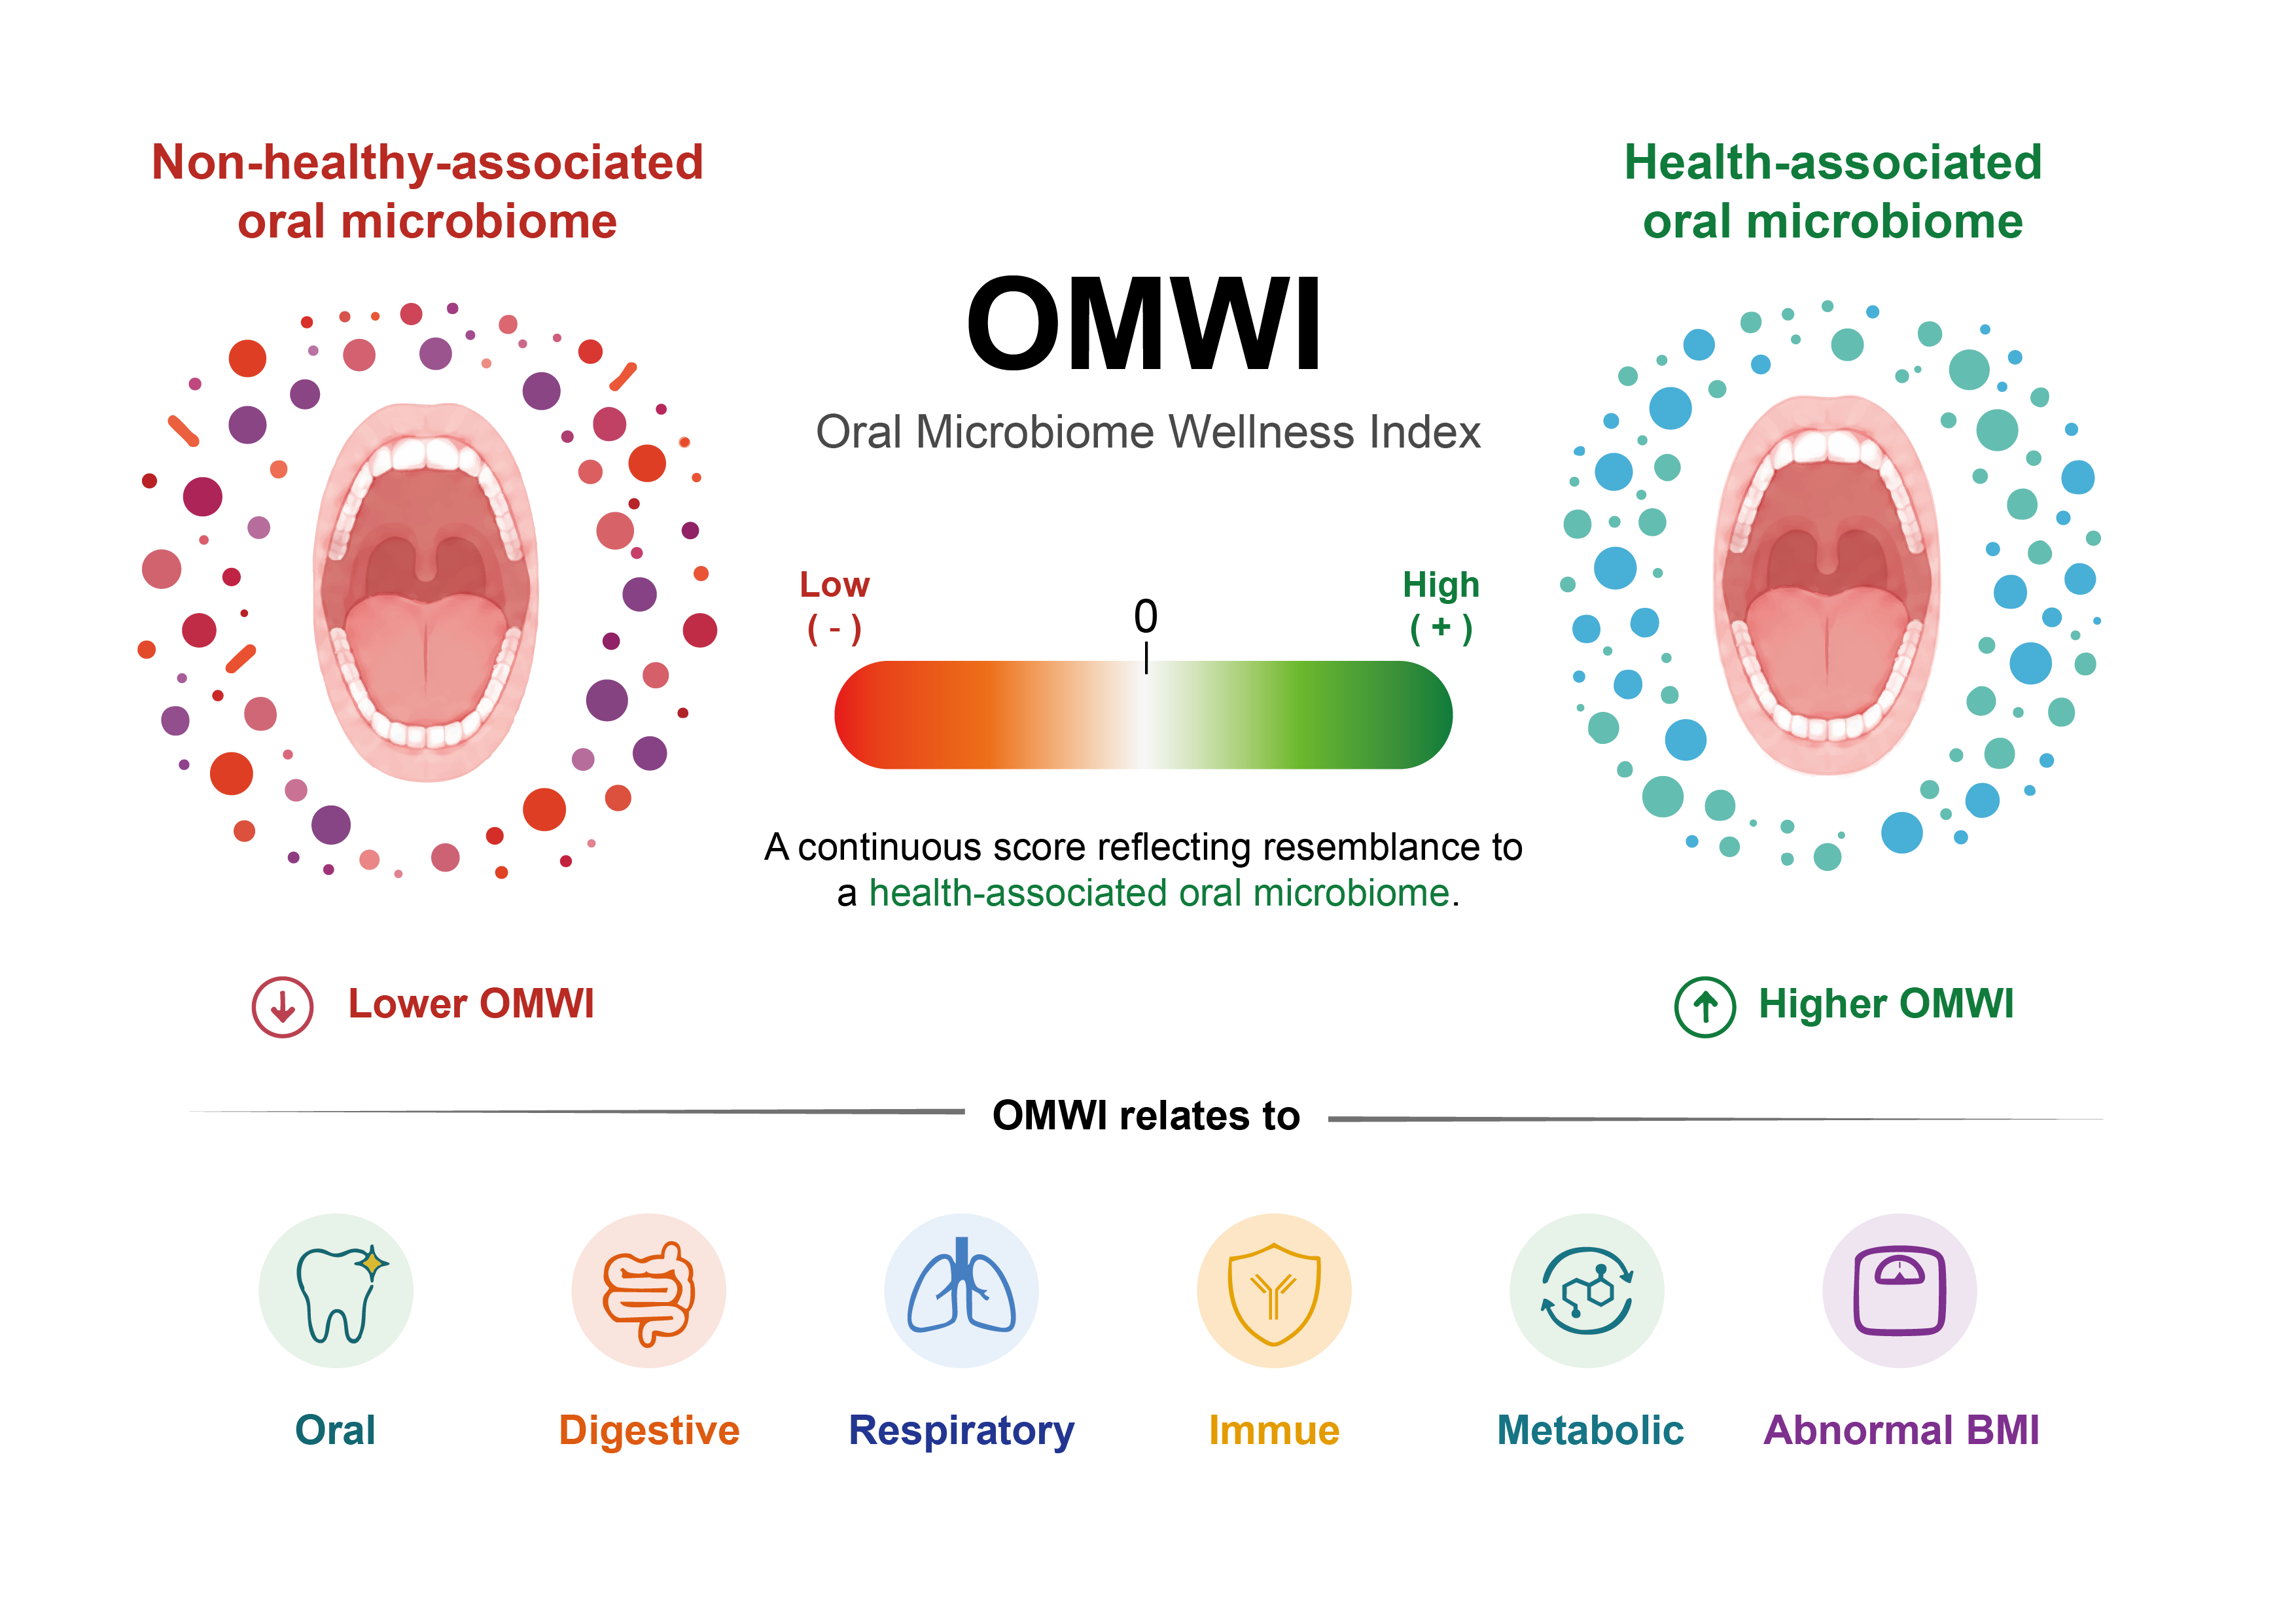 Non-healthy-associated
oral microbiome
Health-associated
oral microbiome
OMWI
Oral Microbiome Wellness Index
Low
( - )
0
High
( + )
A continuous score reflecting resemblance to
a health-associated oral microbiome.
Lower OMWI
Higher OMWI
OMWI relates to
Oral
Digestive
Respiratory
Immue
Metabolic
Abnormal BMI